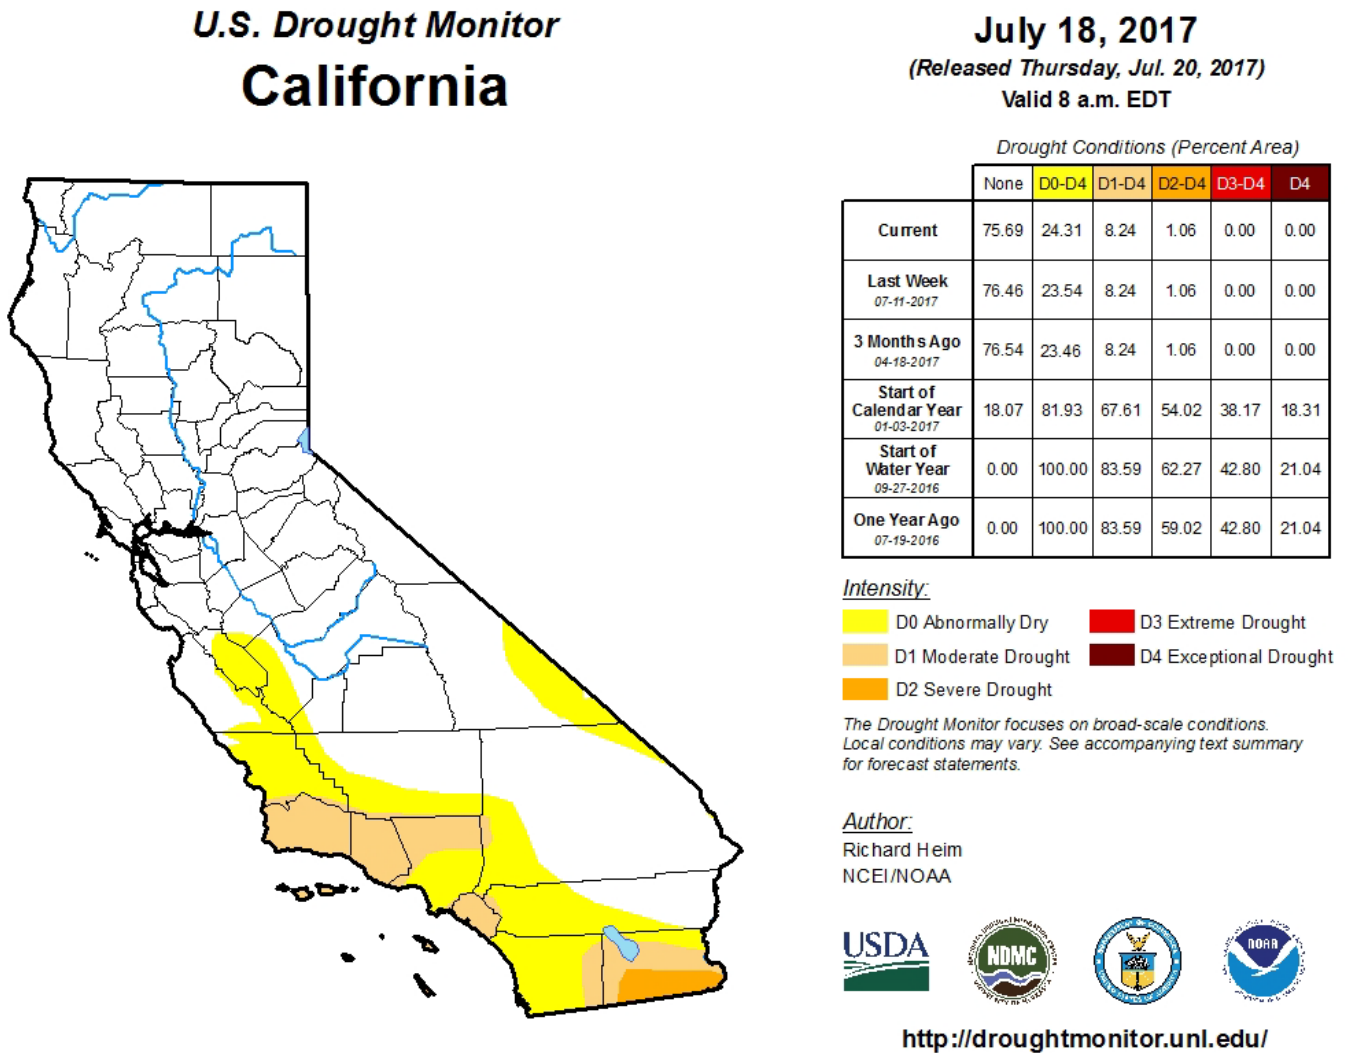 U.S. Drought Monitor
California
July 18, 2017
(Released Thursday, Jul. 20, 2017)
Valid 8 a.m. EDT
Drought Conditions (Percent Area)
None D0-D4 D1-D4 D2-D4 D3-D4 D4
Current 75.69 24.31 8.24 1.06 0.00 0.00
Last Week
07-11-2017 76.46 23.54 8.24 1.06 0.00 0.00
3 Months Ago
04-18-2017 76.54 23.46 8.24 1.06 0.00 0.00
Start of
Calendar Year
01-03-2017 18.07 81.93 67.61 54.02 38.17 18.31
Start of
Water Year
09-27-2016 0.00 100.00 83.59 62.27 42.80 21.04
One Year Ago
07-19-2016 0.00 100.00 83.59 59.02 42.80 21.04
Intensity:
D0 Abnormally Dry
D3 Extreme Drought
D1 Moderate Drought
D4 Exceptional Drought
D2 Severe Drought
The Drought Monitor focuses on broad-scale conditions.
Local conditions may vary. See accompanying text summary
for forecast statements.
Author:
Richard Heim
NCEI/NOAA
USDA
NDMC
NOAA
http://droughtmonitor.unl.edu/